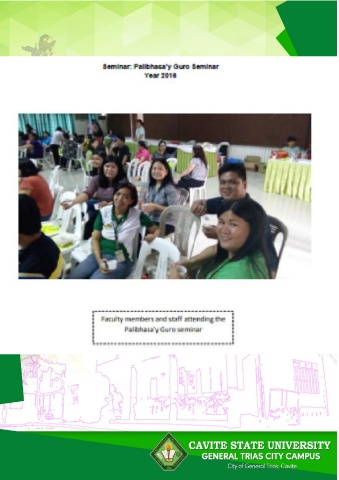 Seminar: Palibhasa'y Guro Seminar
Year 2016
Faculty members and staff attending the
Palibhasa'y Guro seminar
CAVITE STATE UNIVERSITY
GENERAL TRIAS CITY CAMPUS
City of General Trias, Cavite